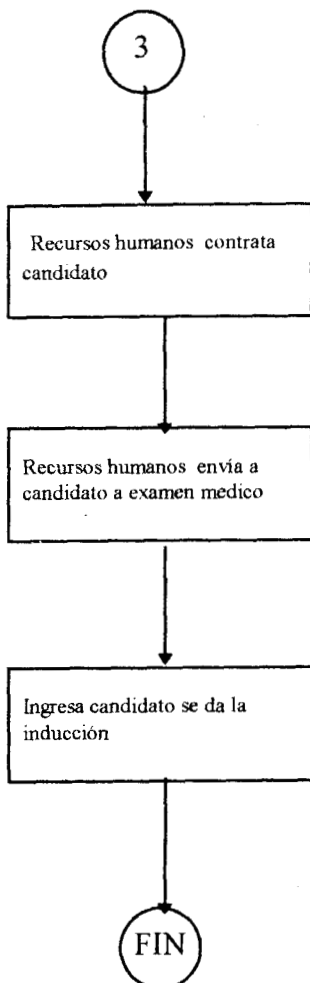 3
Recursos humanos contrata
candidato
Recursos humanos envía a
candidato a examen medico
Ingresa candidato se da la
inducción
FIN